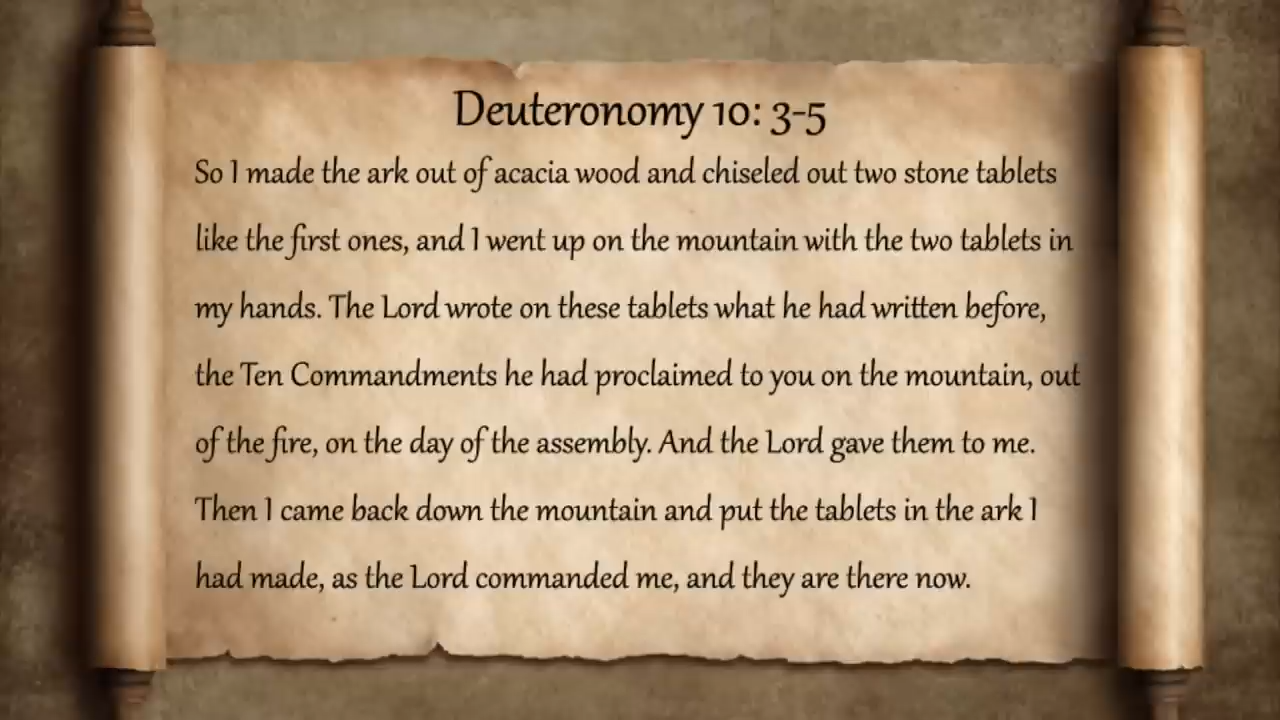 Deuteronomy 10: 3-5
So I made the ark out of acacia wood and chiseled out two stone tablets
like the first ones, and I went up on the mountain with the two tablets in
my hands. The Lord wrote on these tablets what he had written before,
the Ten Commandments he had proclaimed to you on the mountain, out
of the fire, on the day of the assembly. And the Lord gave them to me.
Then I came back down the mountain and put the tablets in the ark I
had made, as the Lord commanded me, and they are there now.